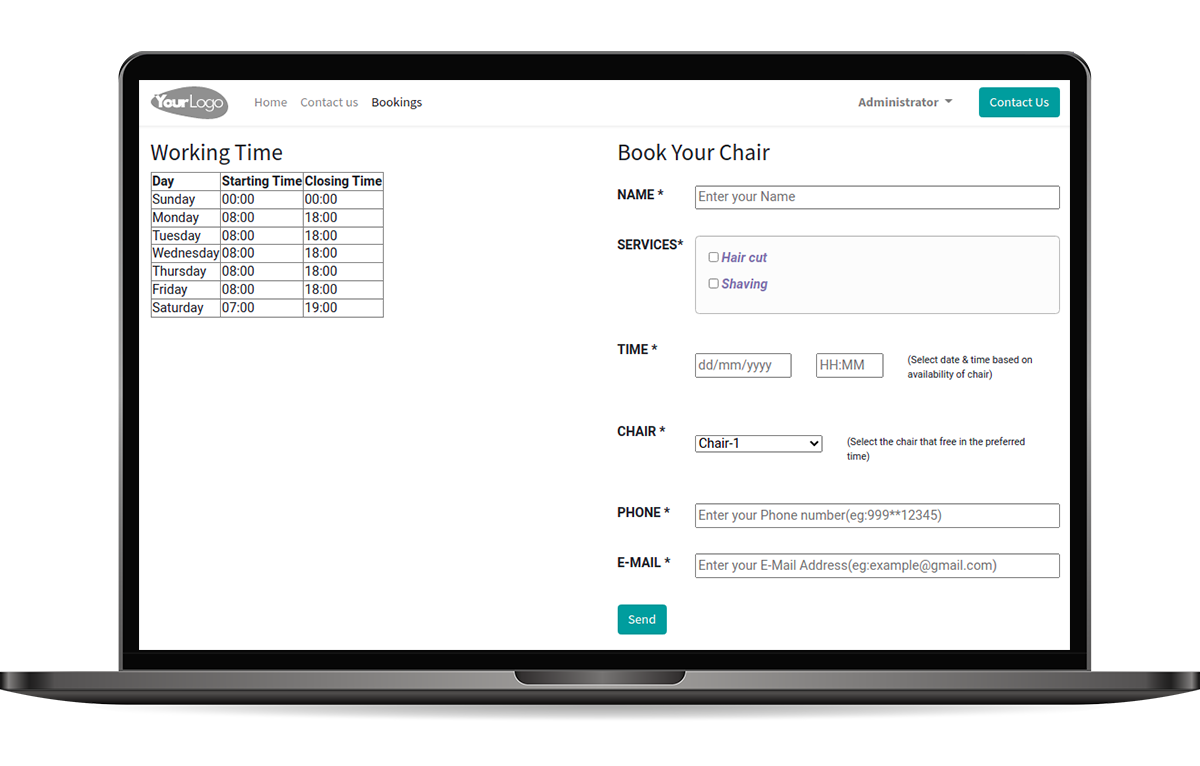 YourLogo Home Contact us Bookings Administrator Contact Us
Working Time
Day Starting Time Closing Time
Sunday 00:00 00:00
Monday 08:00 18:00
Tuesday 08:00 18:00
Wednesday 08:00 18:00
Thursday 08:00 18:00
Friday 08:00 18:00
Saturday 07:00 19:00
Book Your Chair
NAME * Enter your Name
SERVICES* Hair cut
Shaving
TIME * dd/mm/yyyy HH:MM (Select date & time based on
availability of chair)
CHAIR * Chair-1 (Select the chair that free in the preferred
time)
PHONE * Enter your Phone number(eg:999**12345)
E-MAIL * Enter your E-Mail Address(eg:example@gmail.com)
Send